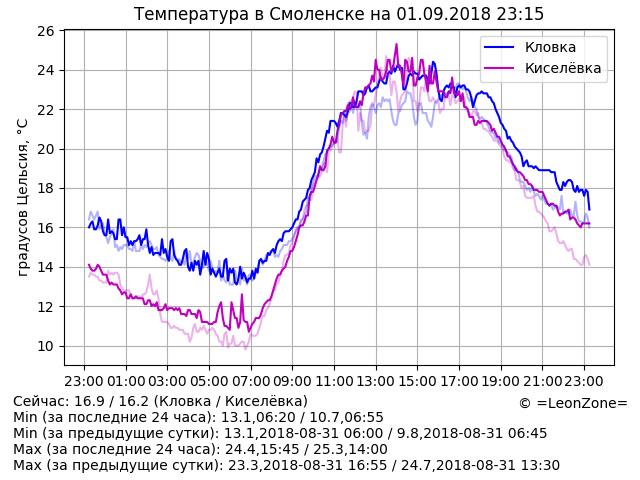 Температура в Смоленске на 01.09.2018 23:15
26
24
22
20
18
16
14
12
10
градусов Цельсия, °С
Кловка
Киселёвка
23:00 01:00 03:00 05:00 07:00 09:00 11:00 13:00 15:00 17:00 19:00 21:00 23:00
Сейчас: 16.9 / 16.2 (Кловка / Киселёвка)
© =LeonZone=
Min (за последние 24 часа): 13.1,06:20 / 10.7,06:55
Min (за предыдущие сутки): 13.1,2018-08-31 06:00 / 9.8,2018-08-31 06:45
Max (за последние 24 часа): 24.4,15:45 / 25.3,14:00
Max (за предыдущие сутки): 23.3,2018-08-31 16:55 / 24.7,2018-08-31 13:30